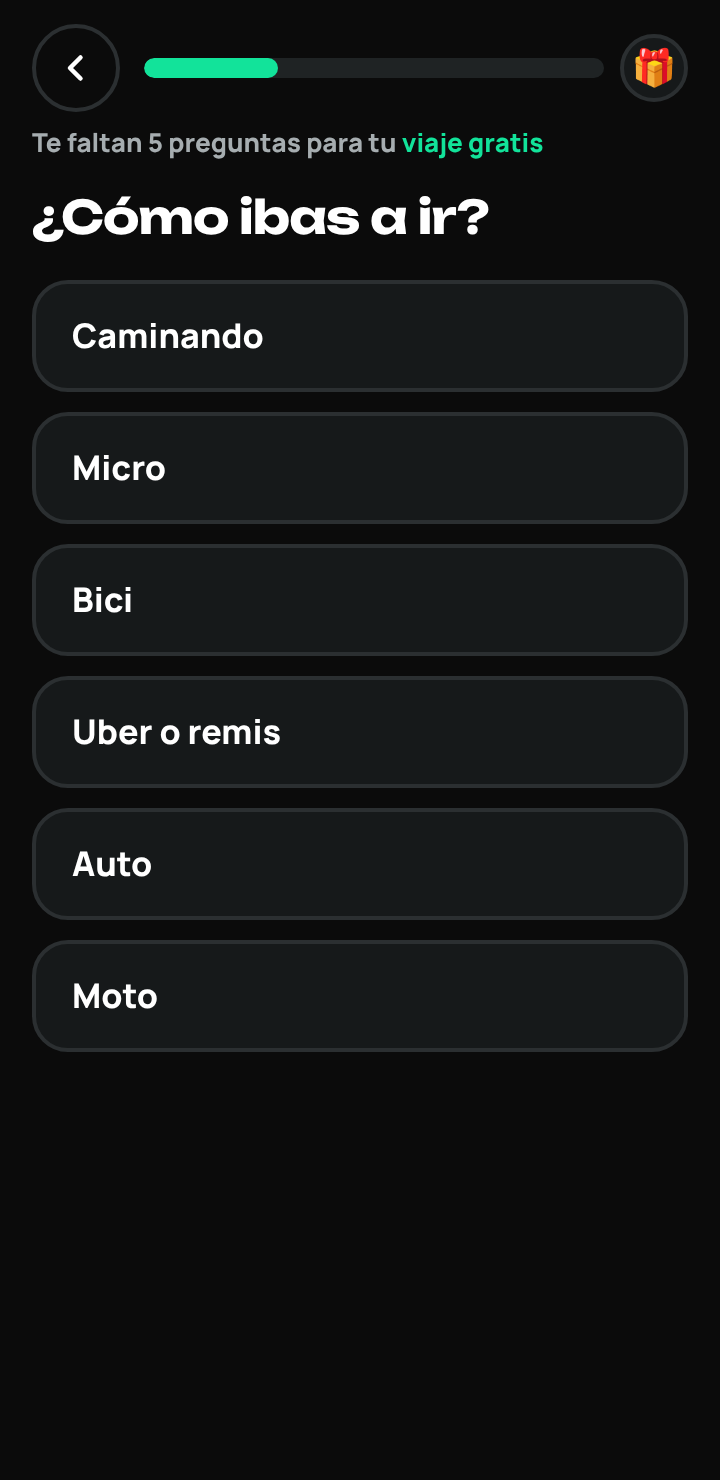 Te faltan 5 preguntas para tu viaje gratis
¿Cómo ibas a ir?
Caminando
Micro
Bici
Uber o remis
Auto
Moto